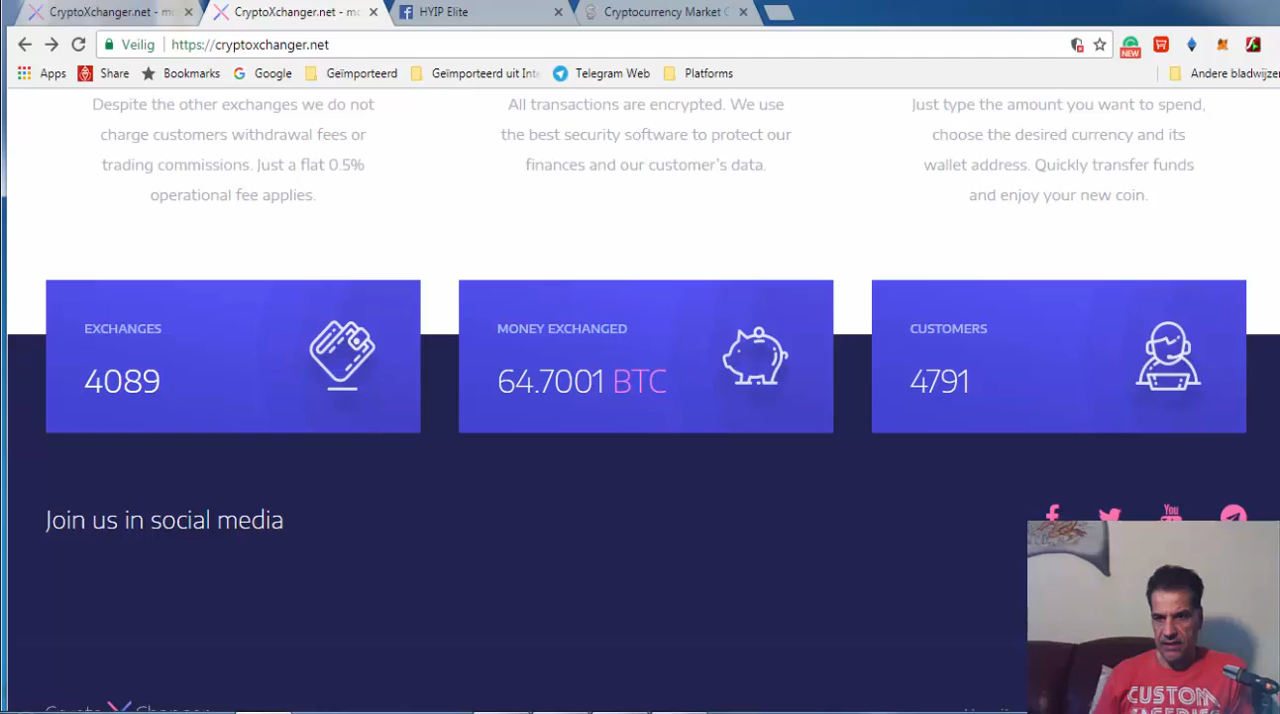 CryptoXchanger.net - mo
CryptoXchanger.net - mo
HYIP Elite
Cryptocurrency Market C
Veilig
https://cryptoxchanger.net
NEW
Apps
Share
Bookmarks
Google
Geïmporteerd
Geïmporteerd uit Inte
Telegram Web
Platforms
Andere bladwijzer
Despite the other exchanges we do not
charge customers withdrawal fees or
trading commissions. Just a flat 0.5%
operational fee applies.
All transactions are encrypted. We use
the best security software to protect our
finances and our customer’s data.
Just type the amount you want to spend,
choose the desired currency and its
wallet address. Quickly transfer funds
and enjoy your new coin.
EXCHANGES
4089
MONEY EXCHANGED
64.7001 BTC
CUSTOMERS
4791
Join us in social media
You
CUSTOM